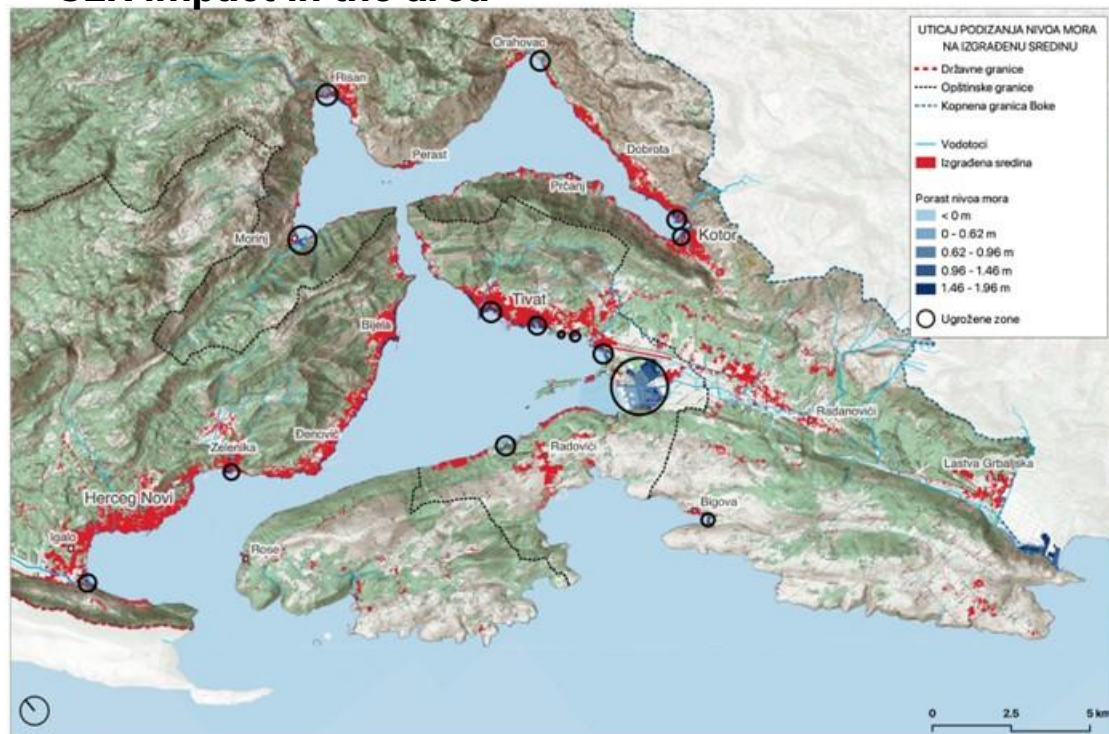 SLR impact in the area
UTICAJ PODIZANJA NIVOA MORA
NA IZGRAĐENU SREDINU
Državne granice
Opštinske granice
Kopnena granica Boke
Vodotoci
Izgrađena sredina
Porast nivoa mora
< 0 m
0 - 0.62 m
0.62 - 0.96 m
0.96 - 1.46 m
1.46 - 1.96 m
Ugrožene zone
Orahovac
Risan
Perast
Dobrota
Prčanj
Kotor
Morinj
Tivat
Bijela
Radanovići
Đenović
Zelenika
Radovići
Lastva Grbaljska
Herceg Novi
Bigova
Igalo
Rose
0 2.5 5 km